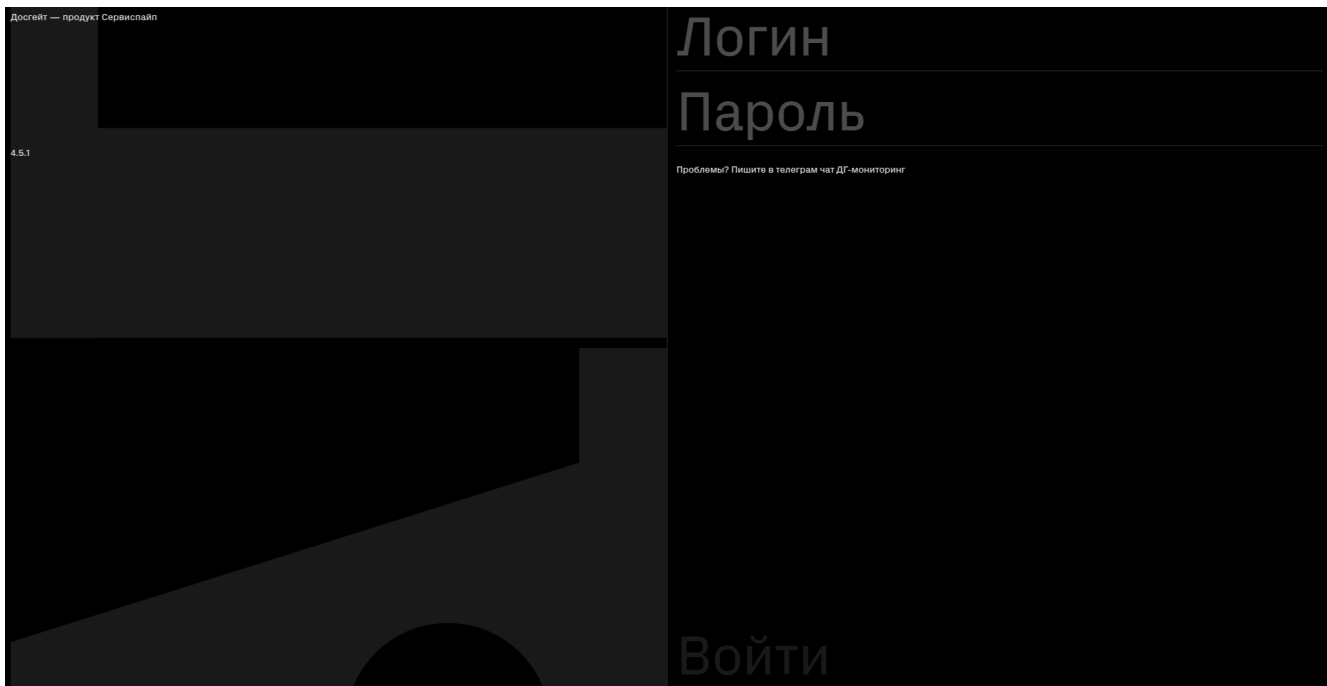 Досгейт — продукт Сервиспайп
4.5.1
Логин
Пароль
Проблемы? Пишите в телеграм чат ДГ-мониторинг
Войти